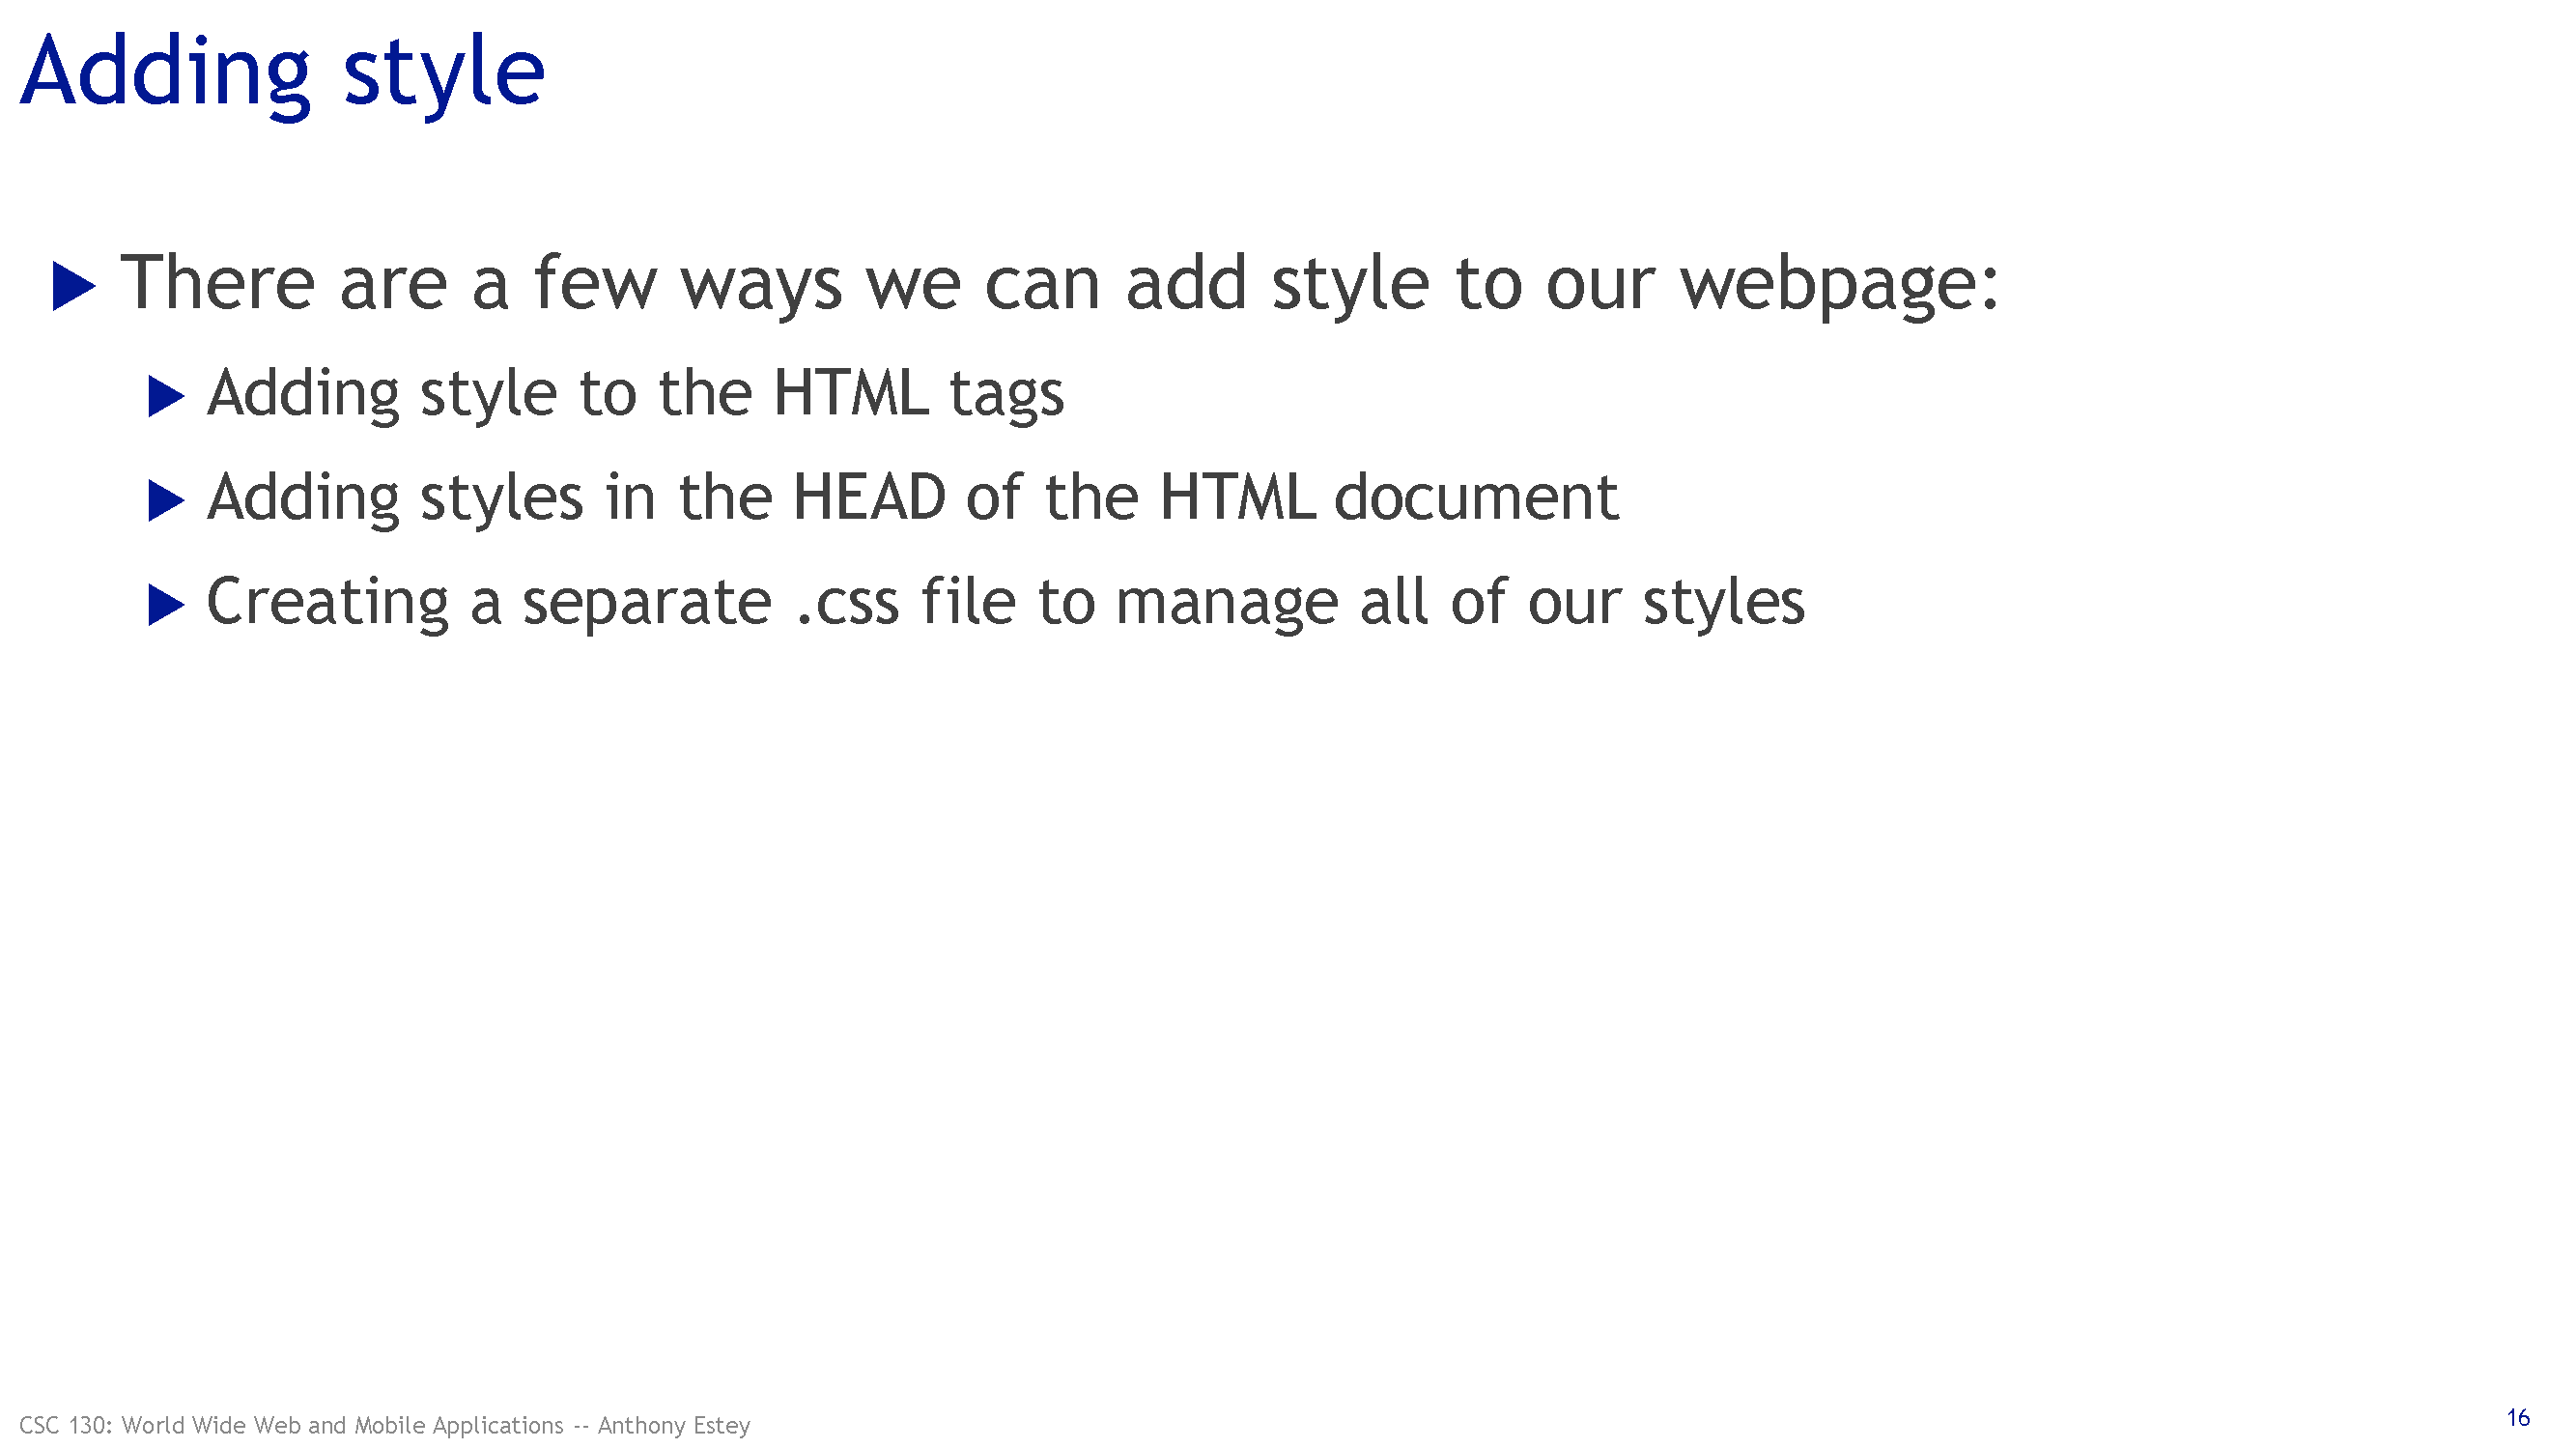 Adding style
There are a few ways we can add style to our webpage:
Adding style to the HTML tags
Adding styles in the HEAD of the HTML document
Creating a separate .css file to manage all of our styles
CSC 130: World Wide Web and Mobile Applications -- Anthony Estey
16